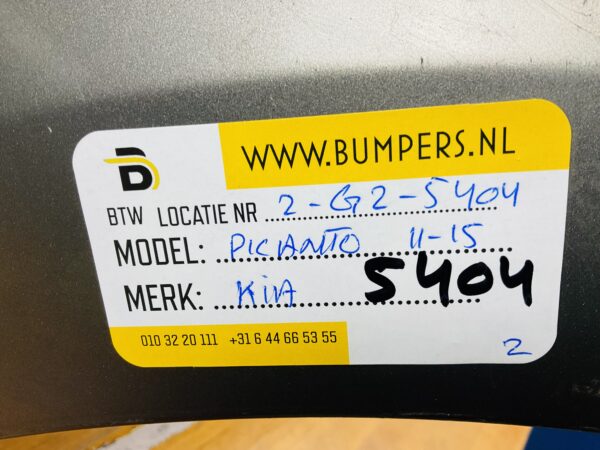 WWW.BUMPERS.NL
BTW LOCATIE NR 2-G2-5404
MODEL: PICANTO 11-15
MERK: KIA 5404
010 32 20 111 +31 6 44 66 53 55
2